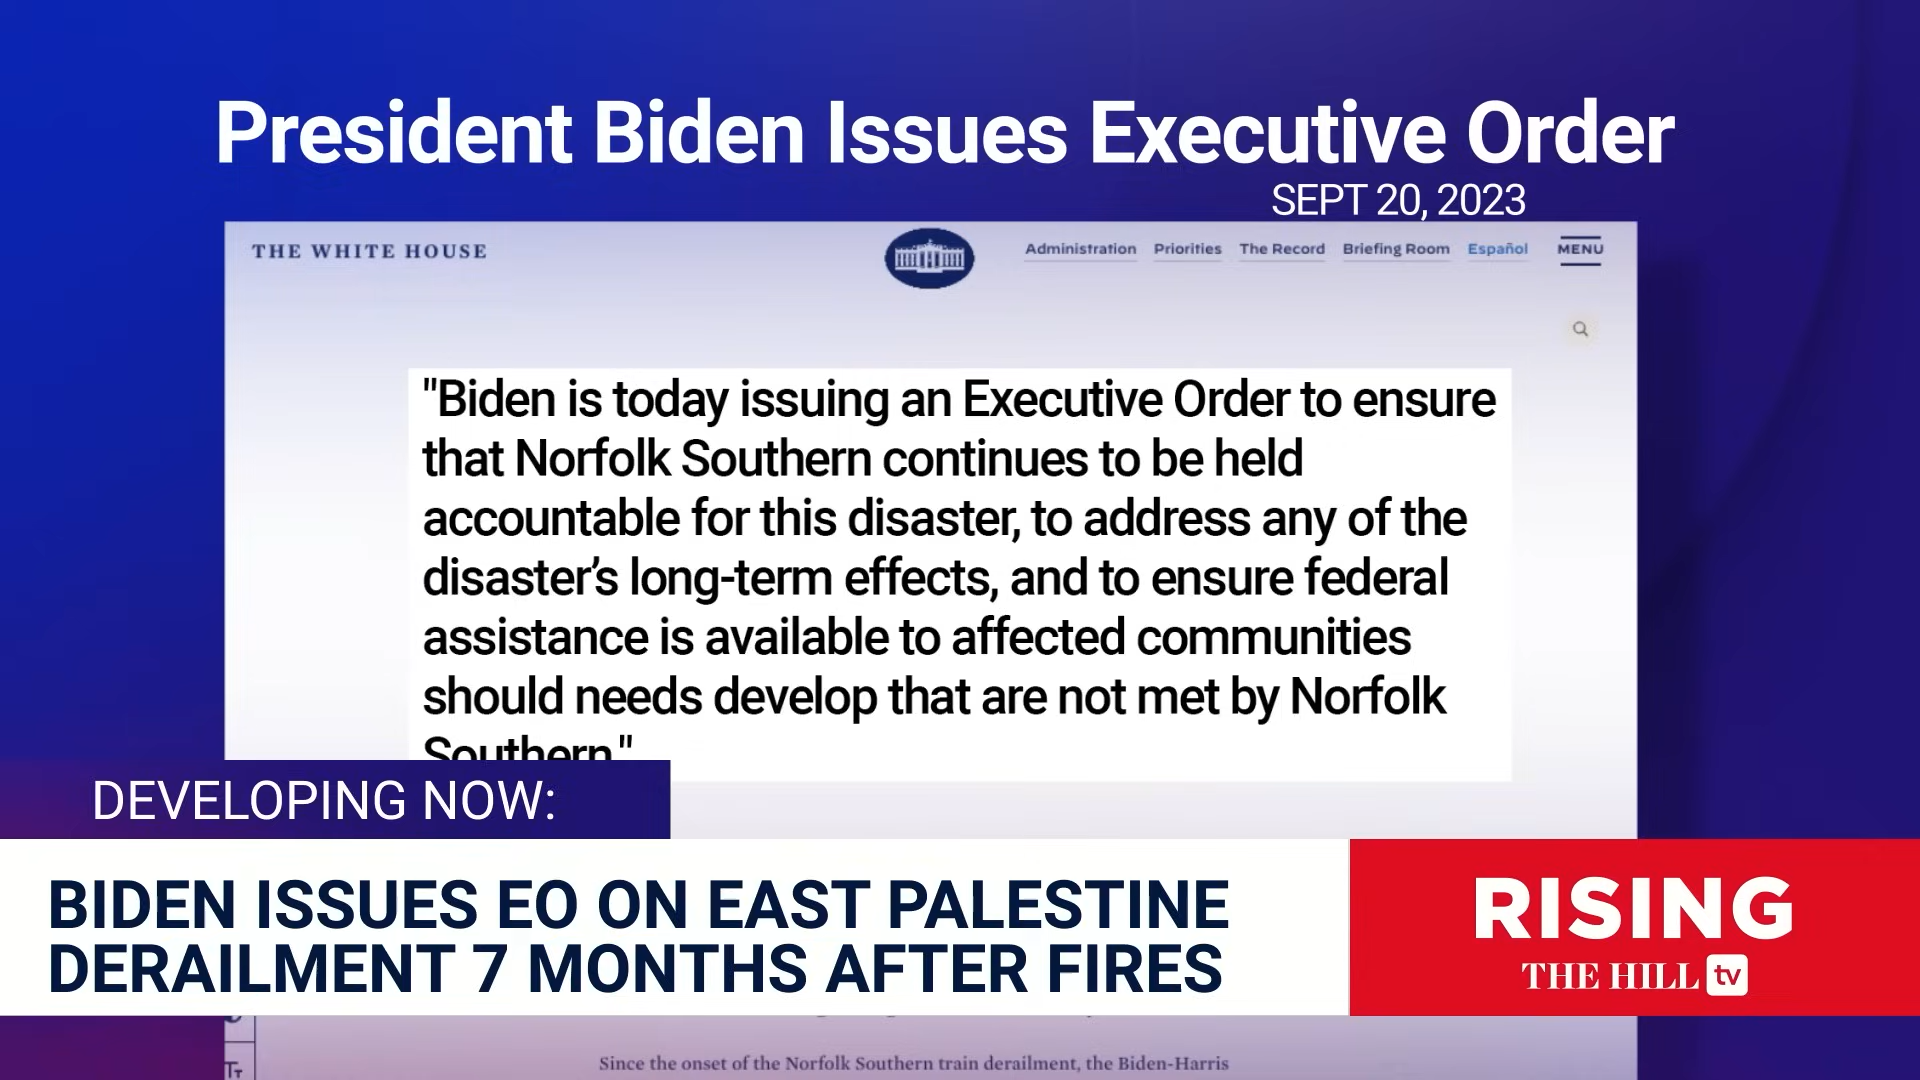 President Biden Issues Executive Order
SEPT 20, 2023
THE WHITE HOUSE
Administration Priorities The Record Briefing Room Español MENU
"Biden is today issuing an Executive Order to ensure
that Norfolk Southern continues to be held
accountable for this disaster, to address any of the
disaster’s long-term effects, and to ensure federal
assistance is available to affected communities
should needs develop that are not met by Norfolk
Southern."
DEVELOPING NOW:
BIDEN ISSUES EO ON EAST PALESTINE
DERAILMENT 7 MONTHS AFTER FIRES
RISING
THE HILL tv
Since the onset of the Norfolk Southern train derailment, the Biden-Harris